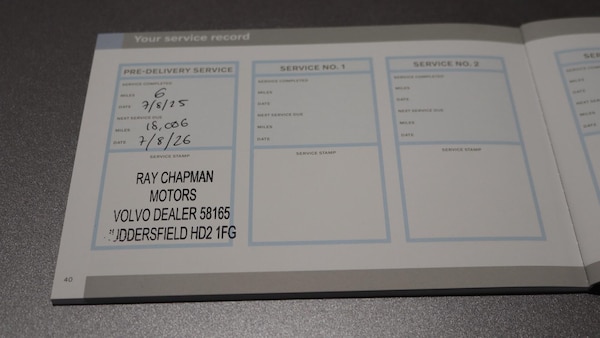 Your service record
PRE-DELIVERY SERVICE
SERVICE COMPLETED
MILES 6
DATE 7/8/25
NEXT SERVICE DUE
MILES 18,006
DATE 7/8/26
SERVICE STAMP
RAY CHAPMAN
MOTORS
VOLVO DEALER 58165
UDDERSFIELD HD2 1FG
SERVICE NO. 1
SERVICE COMPLETED
MILES
DATE
NEXT SERVICE DUE
MILES
DATE
SERVICE STAMP
SERVICE NO. 2
SERVICE COMPLETED
MILES
DATE
NEXT SERVICE DUE
MILES
DATE
SERVICE STAMP
40